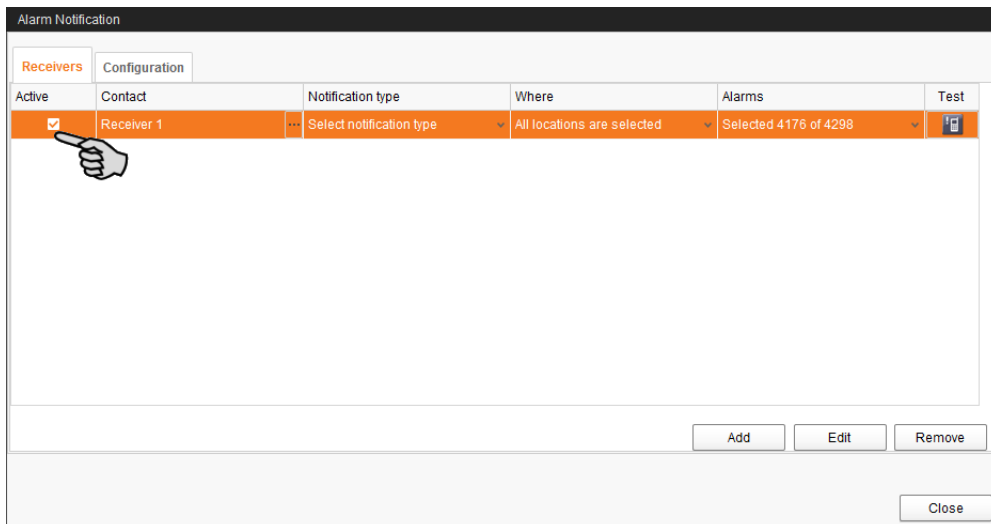 Alarm Notification
Receivers Configuration
Active Contact Notification type Where Alarms Test
Receiver 1 ... Select notification type All locations are selected Selected 4176 of 4298
Add Edit Remove
Close